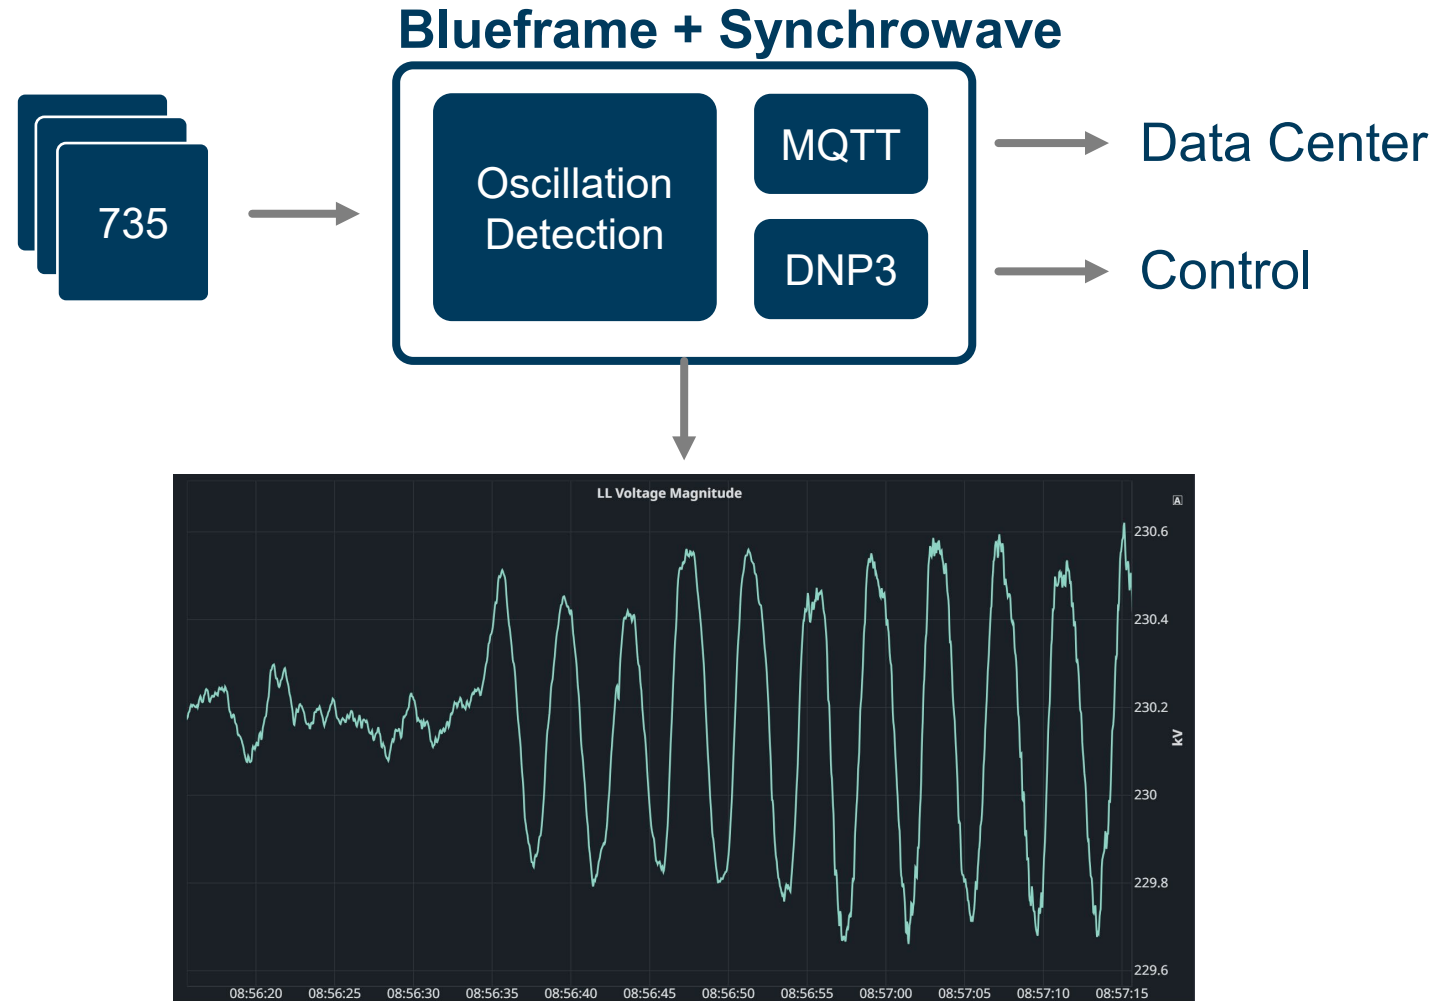 Blueframe + Synchrowave
735
Oscillation
Detection
MQTT
DNP3
Data Center
Control
LL Voltage Magnitude
A
230.6
230.4
230.2
kV
230
229.8
229.6
08:56:20 08:56:25 08:56:30 08:56:35 08:56:40 08:56:45 08:56:50 08:56:55 08:57:00 08:57:05 08:57:10 08:57:15